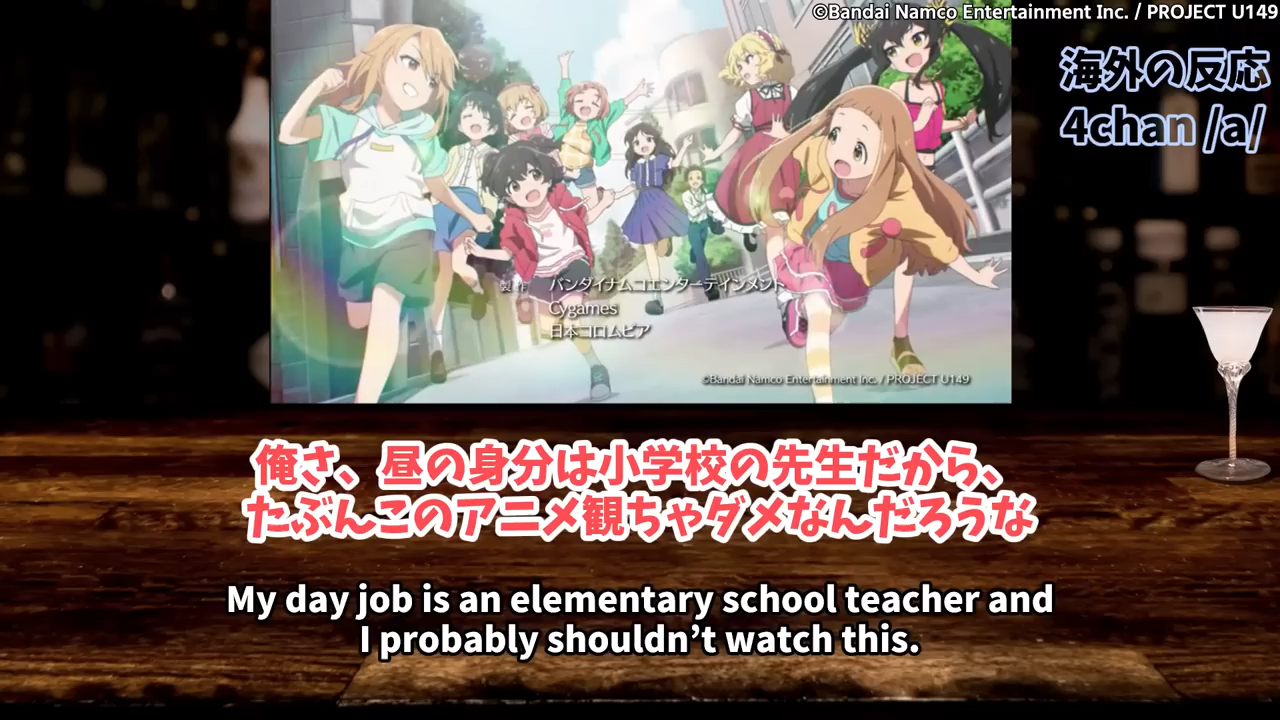 ©Bandai Namco Entertainment Inc. / PROJECT U149
海外の反応
4chan /a/
製作 バンダイナムコエンターテインメント
Cygames
日本コロムビア
©Bandai Namco Entertainment Inc. / PROJECT U149
俺さ、昼の身分は小学校の先生だから、
たぶんこのアニメ観ちゃダメなんだろうな
My day job is an elementary school teacher and
I probably shouldn't watch this.